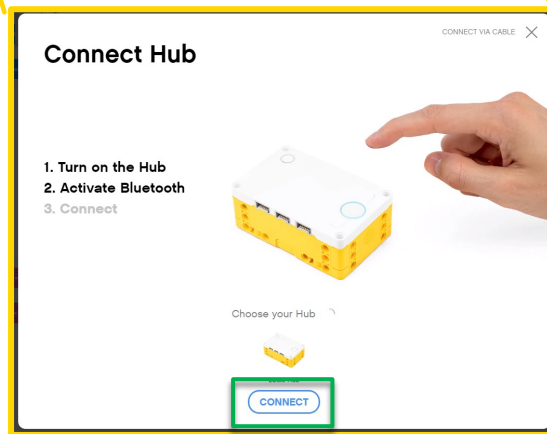 CONNECT VIA CABLE
Connect Hub
1. Turn on the Hub
2. Activate Bluetooth
3. Connect
Choose your Hub
CONNECT